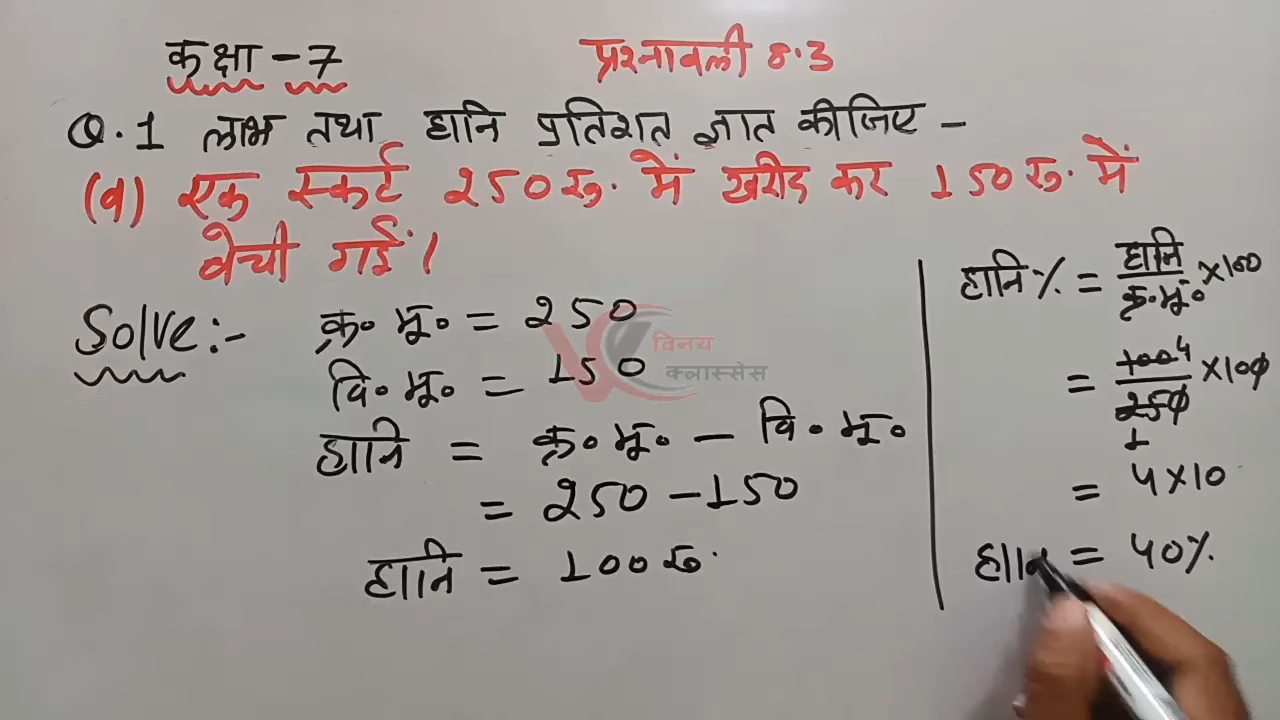 कक्षा - 7
प्रश्नावली 8.3
Q.1 लाभ तथा हानि प्रतिशत ज्ञात कीजिए -
(व) एक स्कर्ट 250 रु. में खरीद कर 150 रु. में
वेची गई।
Solve:-
क्र० मू० = 250
वि० मू० = 150
हानि = क्र० मू० - वि० मू०
= 250 - 150
हानि = 100 रु.
हानि % = हानि / क्र० मू० × 100
= 100 4 / 250 1 × 100
= 4 × 10
हानि = 40%
विनय
क्लास्सेस